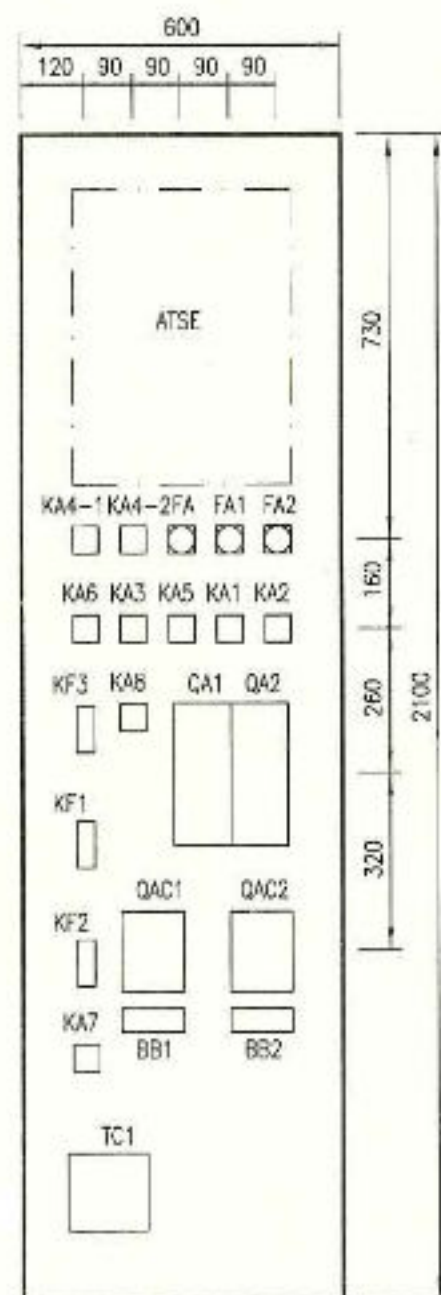 600
120 90 90 90 90
ATSE
730
KA4-1 KA4-2 FA FA1 FA2
160
KA6 KA3 KA5 KA1 KA2
260
2100
KF3 KA8 QA1 QA2
KF1
320
QAC1 QAC2
KF2
KA7
BB1 BB2
TC1